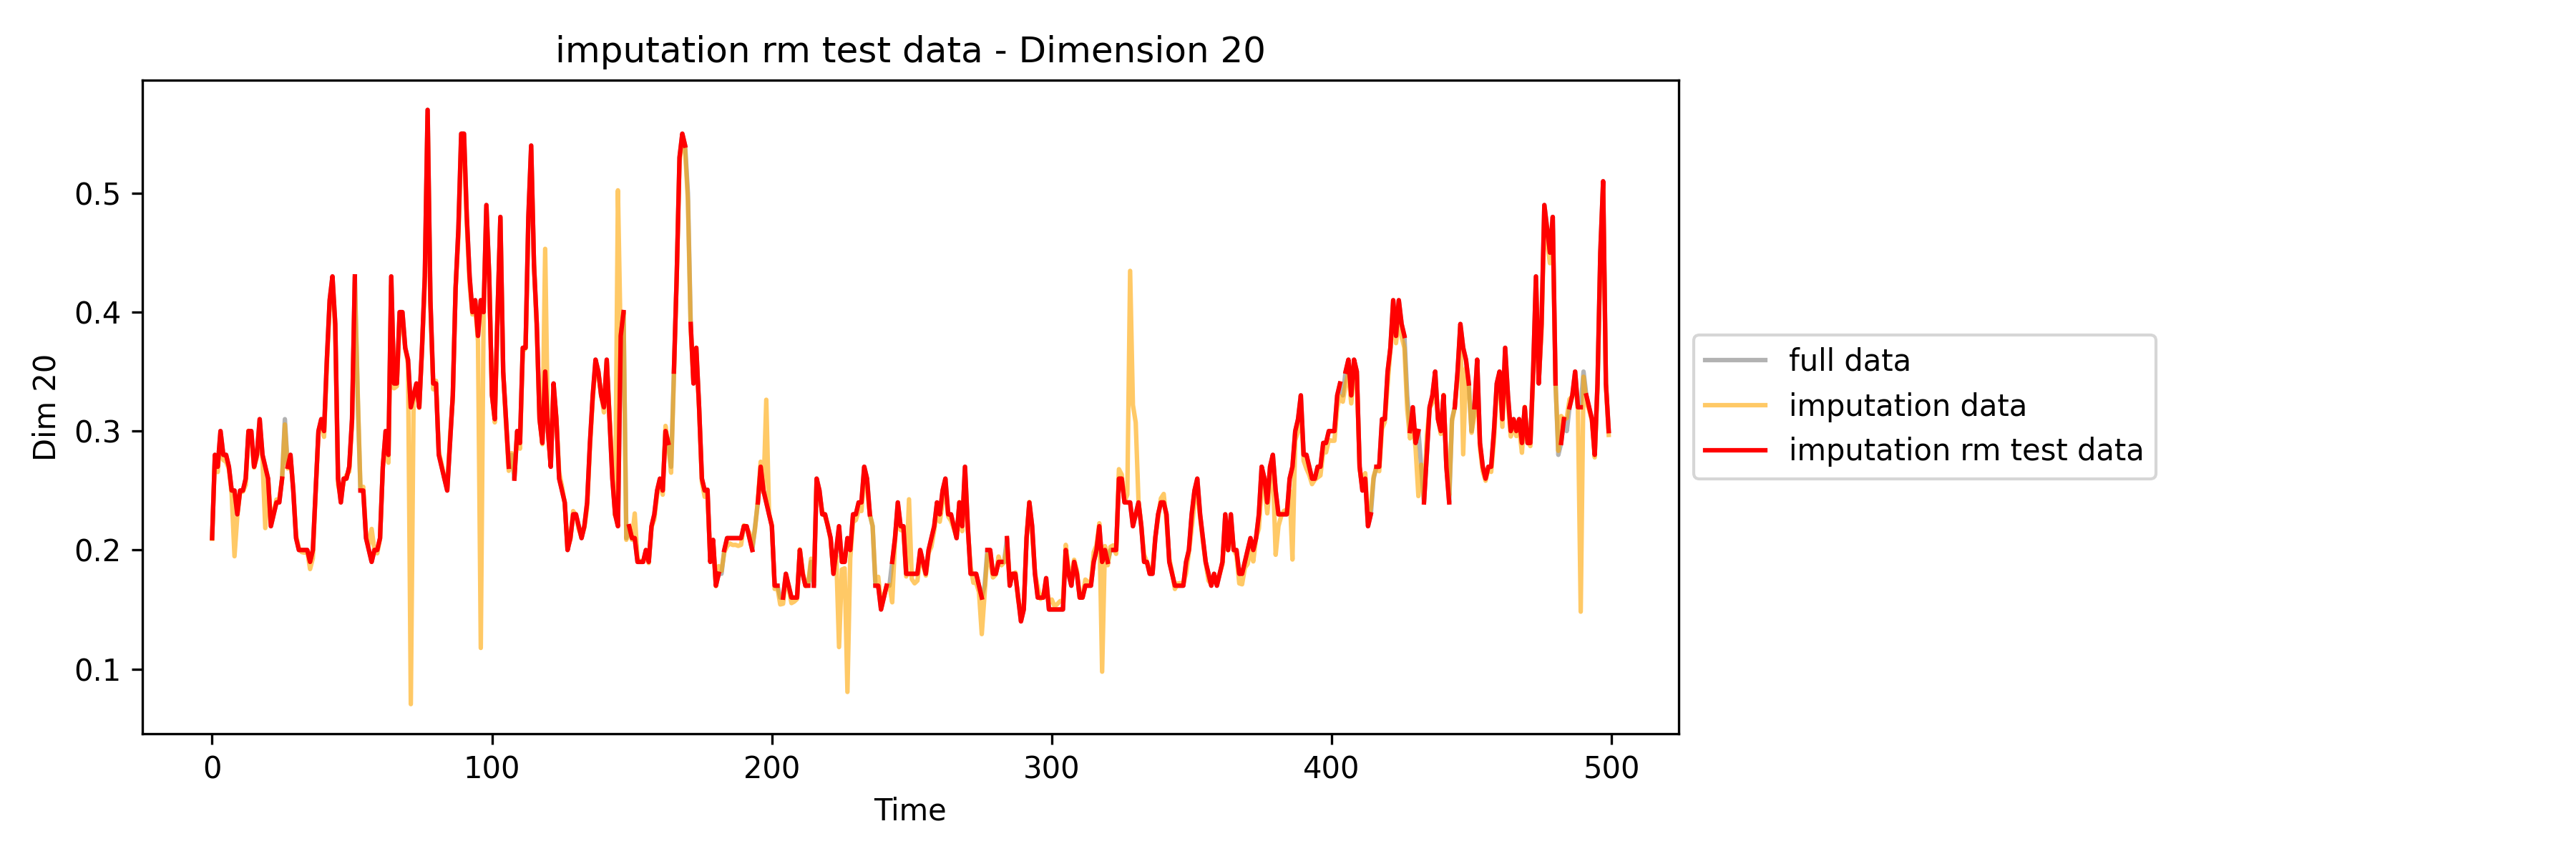 imputation rm test data - Dimension 20
Dim 20
0.5
0.4
0.3
0.2
0.1
0 100 200 300 400 500
Time
full data
imputation data
imputation rm test data